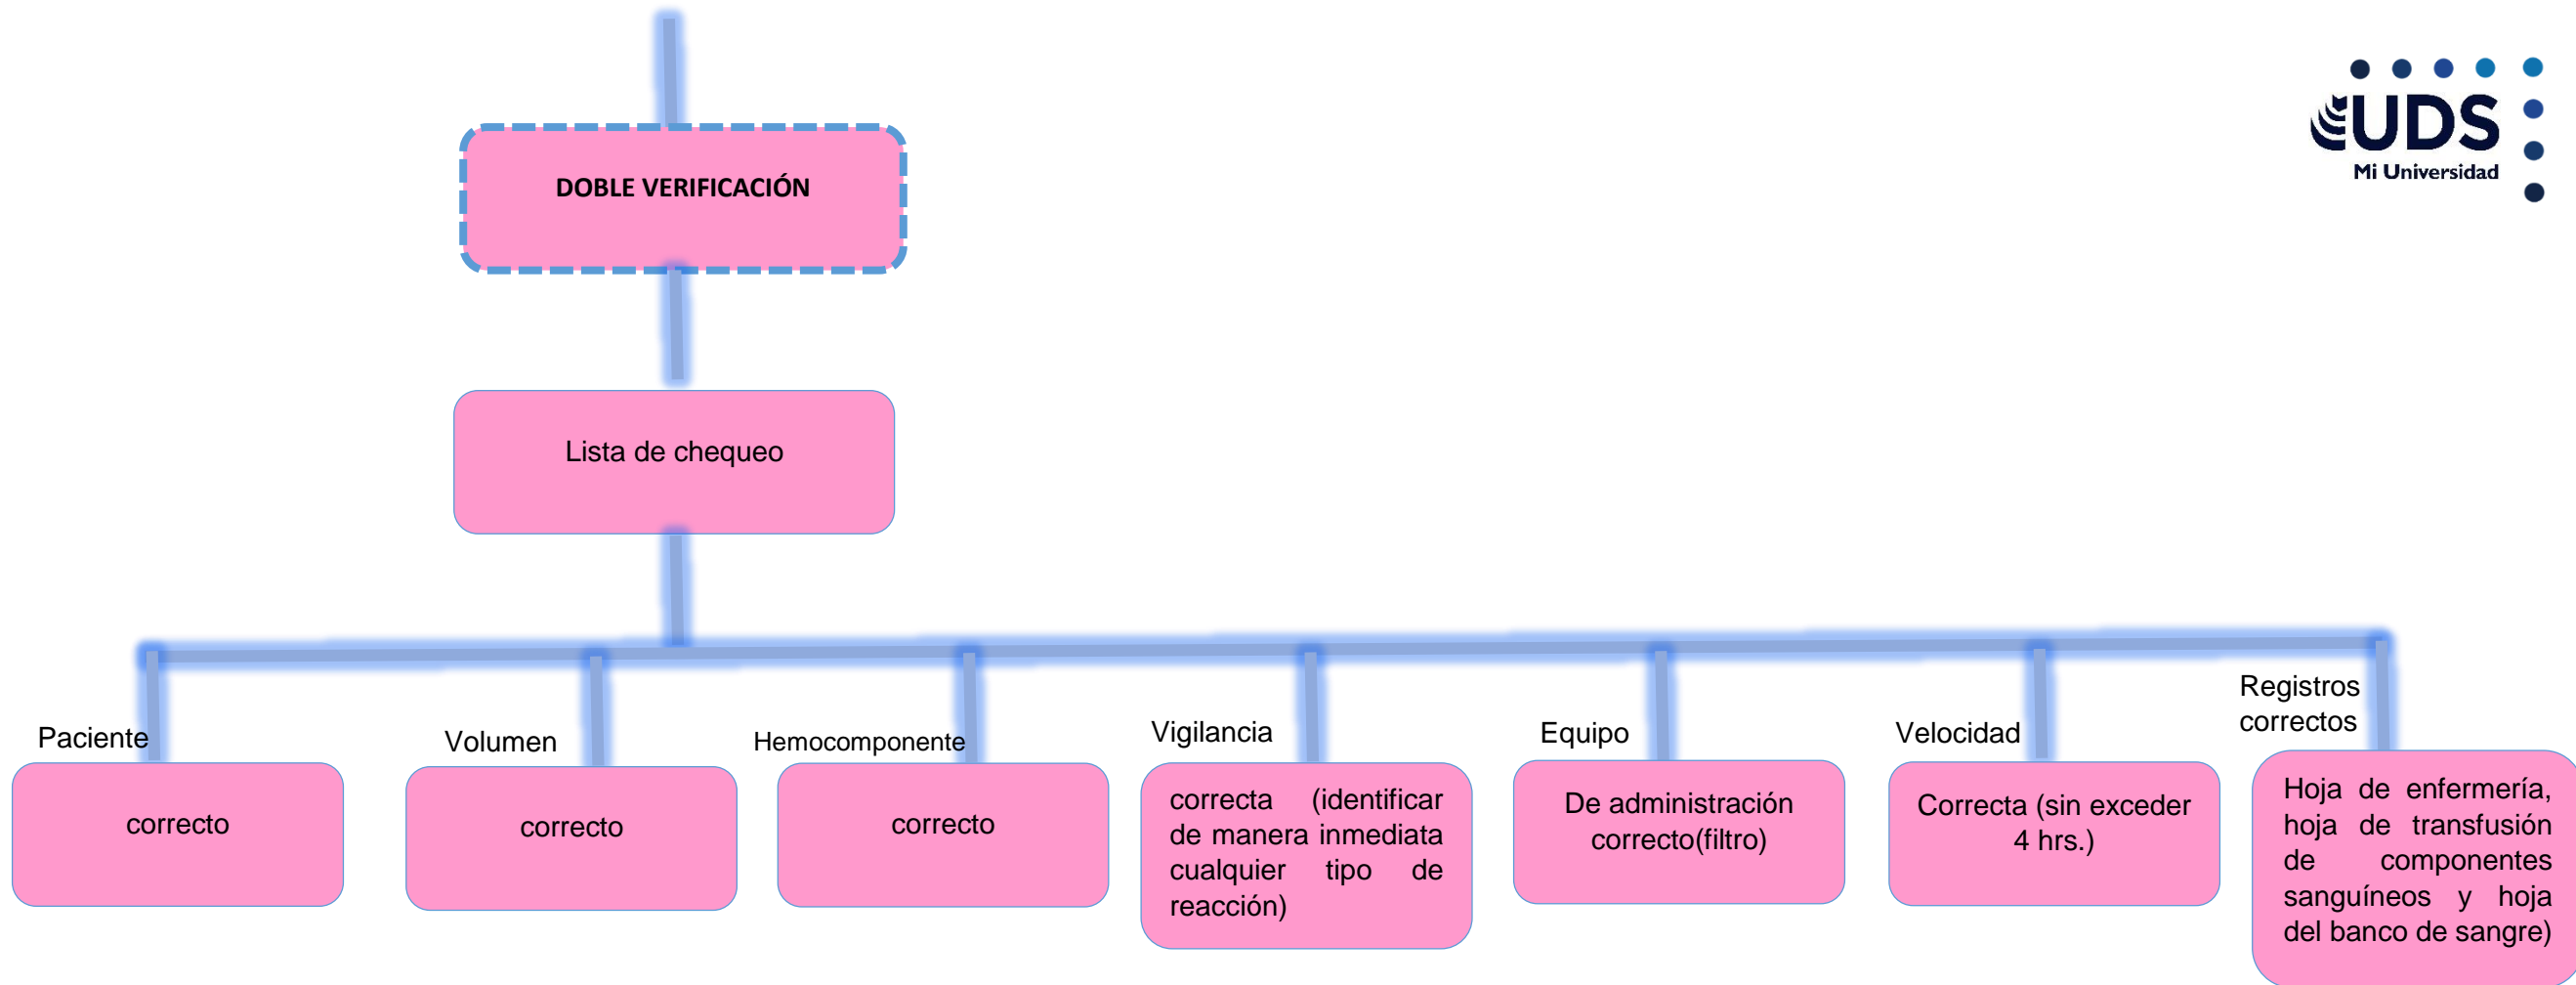 UDS
Mi Universidad
DOBLE VERIFICACIÓN
Lista de chequeo
Paciente
correcto
Volumen
correcto
Hemocomponente
correcto
Vigilancia
correcta (identificar
de manera inmediata
cualquier tipo de
reacción)
Equipo
De administración
correcto(filtro)
Velocidad
Correcta (sin exceder
4 hrs.)
Registros
correctos
Hoja de enfermería,
hoja de transfusión
de componentes
sanguíneos y hoja
del banco de sangre)